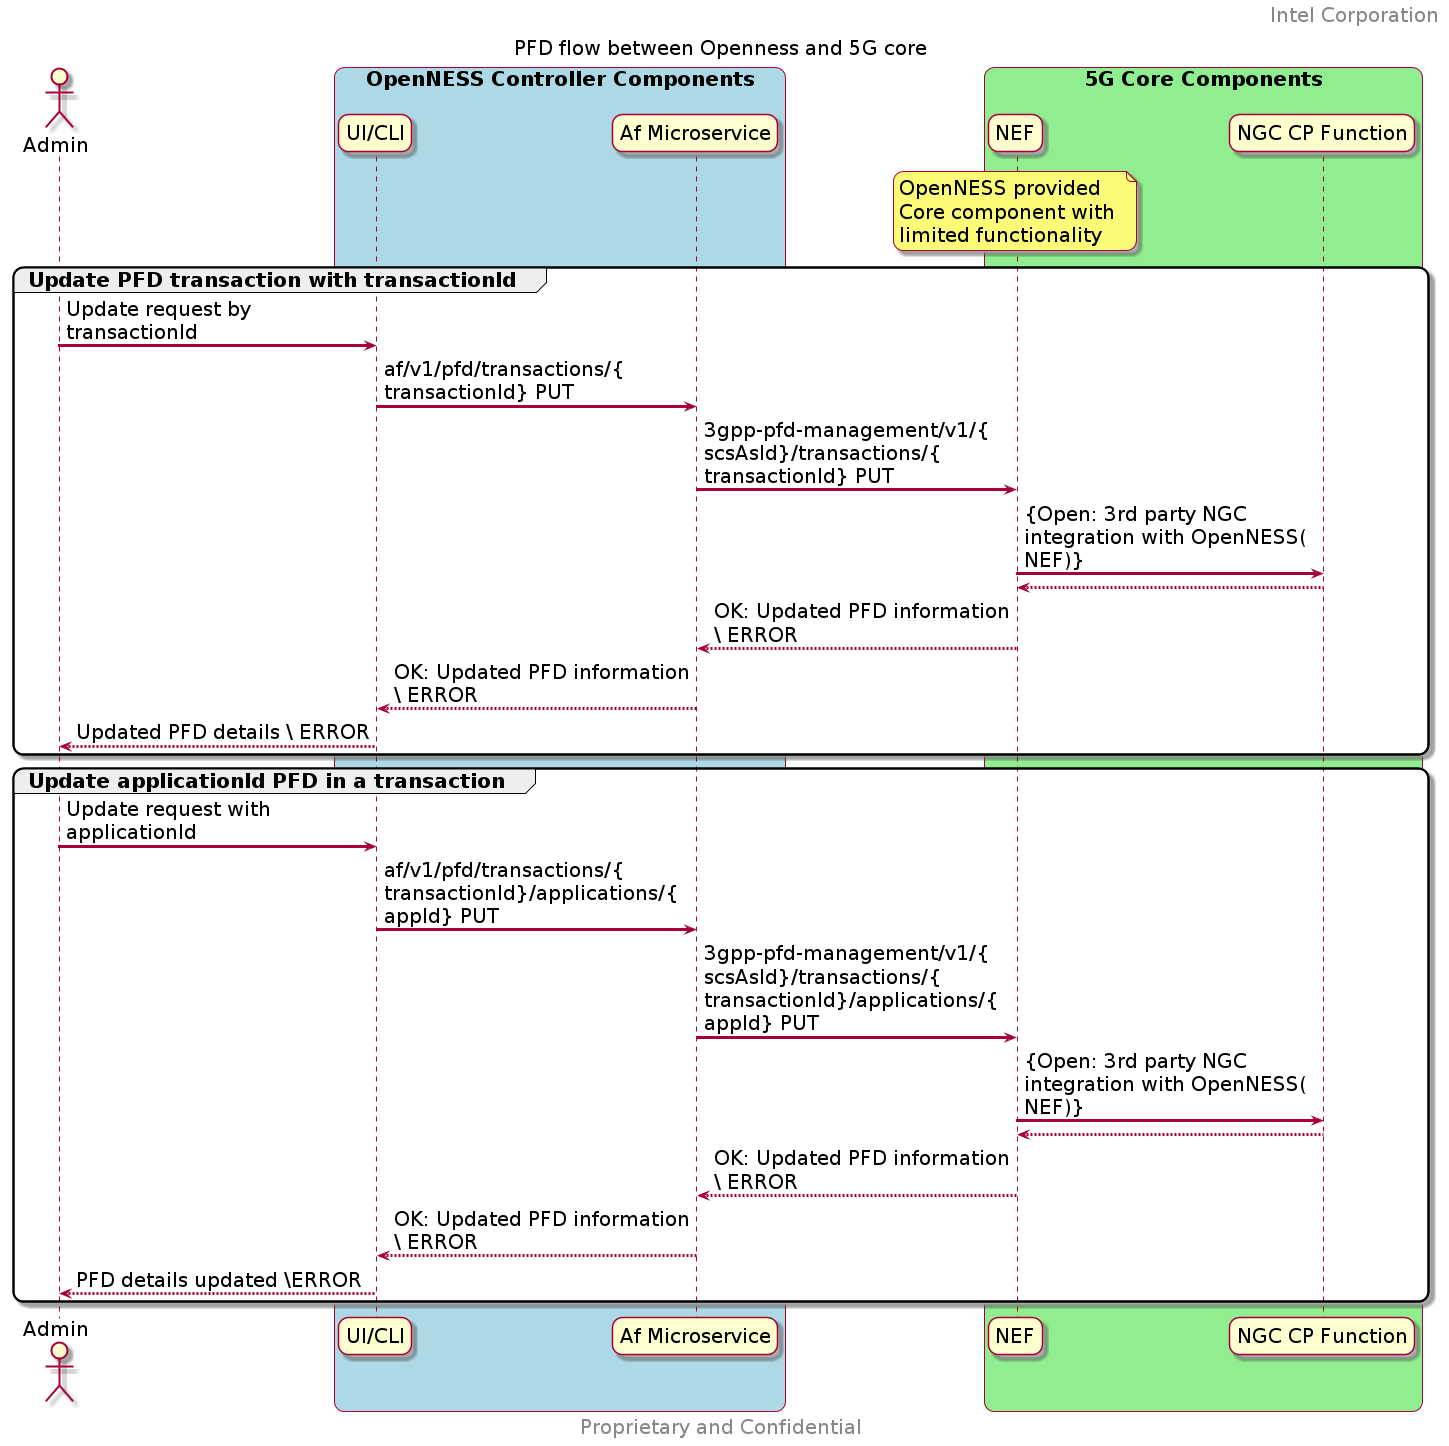 Intel Corporation
PFD flow between Openness and 5G core
OpenNESS Controller Components
5G Core Components
Admin
UI/CLI
Af Microservice
NEF
NGC CP Function
OpenNESS provided
Core component with
limited functionality
Update PFD transaction with transactionId
Update request by
transactionId
af/v1/pfd/transactions/{
transactionId} PUT
3gpp-pfd-management/v1/{
scsAsId}/transactions/{
transactionId} PUT
{Open: 3rd party NGC
integration with OpenNESS(
NEF)}
OK: Updated PFD information
\ ERROR
OK: Updated PFD information
\ ERROR
Updated PFD details \ ERROR
Update applicationId PFD in a transaction
Update request with
applicationId
af/v1/pfd/transactions/{
transactionId}/applications/{
appId} PUT
3gpp-pfd-management/v1/{
scsAsId}/transactions/{
transactionId}/applications/{
appId} PUT
{Open: 3rd party NGC
integration with OpenNESS(
NEF)}
OK: Updated PFD information
\ ERROR
OK: Updated PFD information
\ ERROR
PFD details updated \ERROR
Admin
UI/CLI
Af Microservice
NEF
NGC CP Function
Proprietary and Confidential